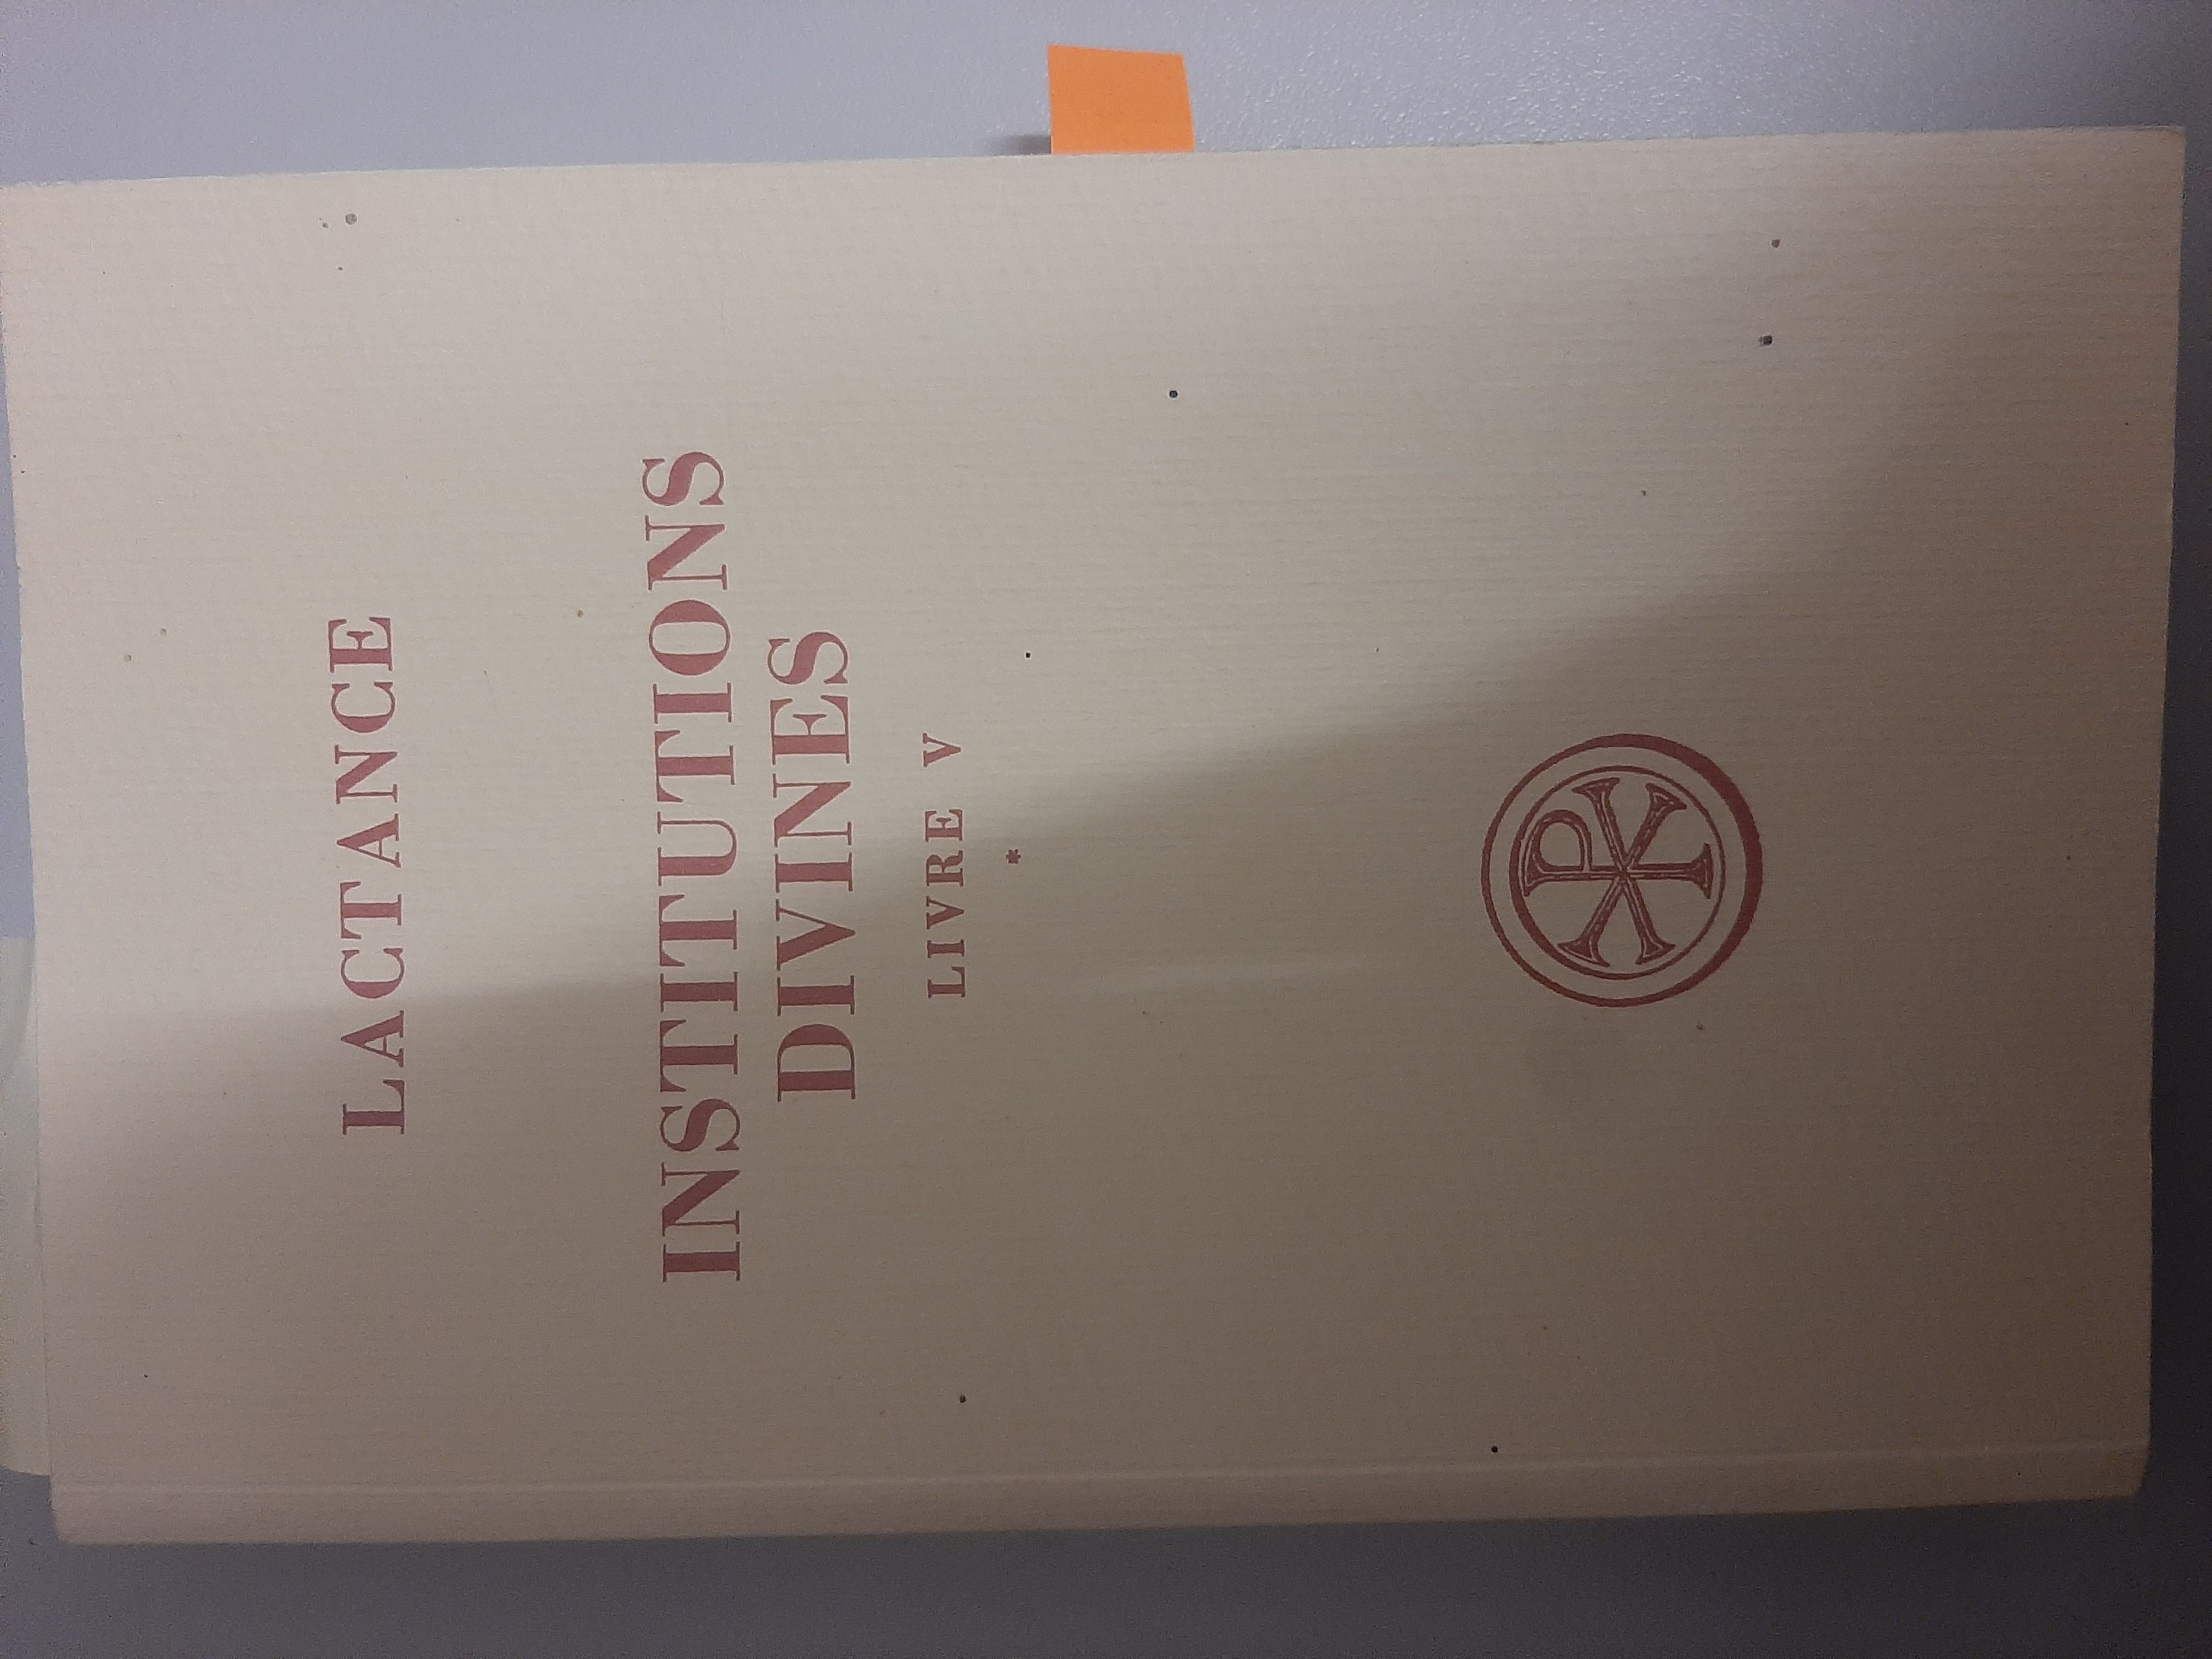 LACTANCE
INSTITUTIONS
DIVINES
LIVRE V
*